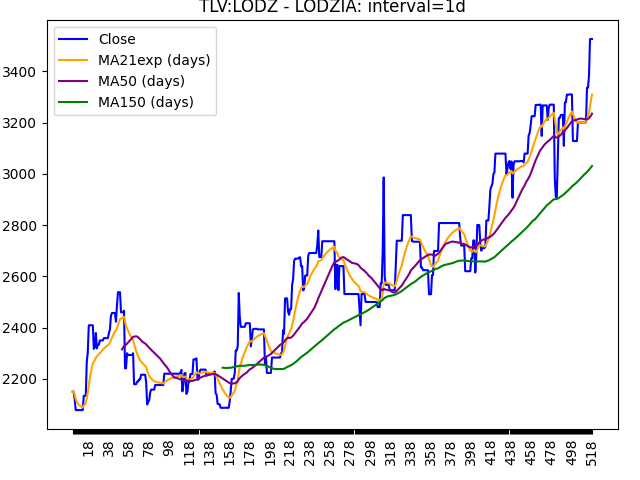 TLV:LODZ - LODZIA: interval=1d
Close
MA21exp (days)
MA50 (days)
MA150 (days)
3400
3200
3000
2800
2600
2400
2200
18 38 58 78 98 118 138 158 178 198 218 238 258 278 298 318 338 358 378 398 418 438 458 478 498 518